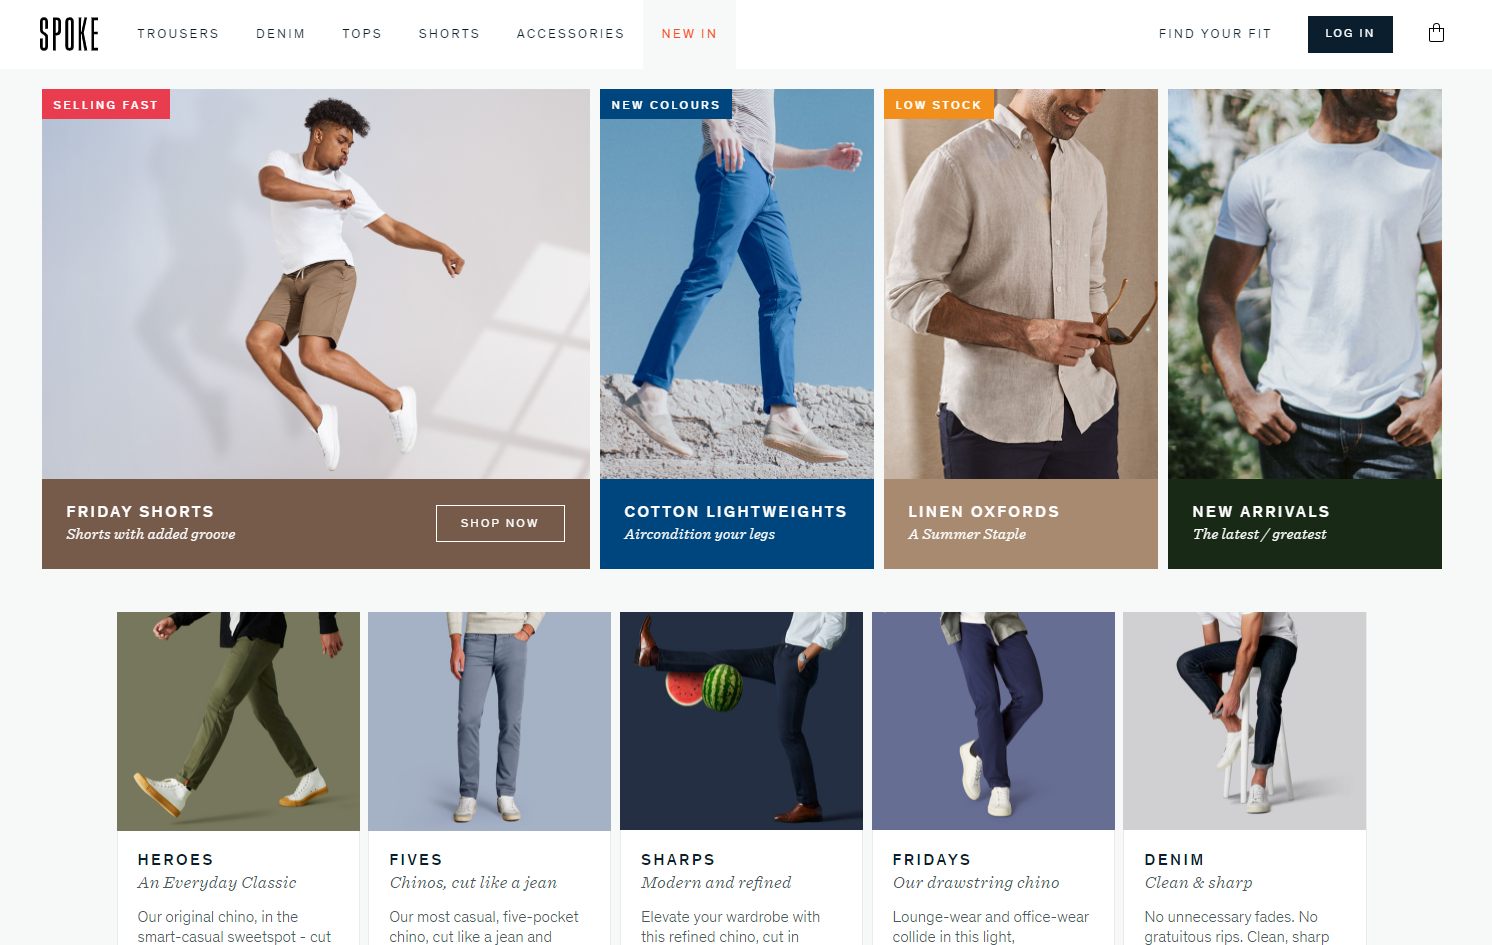 SPOKE
TROUSERS
DENIM
TOPS
SHORTS
ACCESSORIES
NEW IN
FIND YOUR FIT
LOG IN
SELLING FAST
NEW COLOURS
LOW STOCK
FRIDAY SHORTS
Shorts with added groove
SHOP NOW
COTTON LIGHTWEIGHTS
Aircondition your legs
LINEN OXFORDS
A Summer Staple
NEW ARRIVALS
The latest / greatest
HEROES
An Everyday Classic
Our original chino, in the
smart-casual sweetspot - cut
FIVES
Chinos, cut like a jean
Our most casual, five-pocket
chino, cut like a jean and
SHARPS
Modern and refined
Elevate your wardrobe with
this refined chino, cut in
FRIDAYS
Our drawstring chino
Lounge-wear and office-wear
collide in this light,
DENIM
Clean & sharp
No unnecessary fades. No
gratuitous rips. Clean, sharp